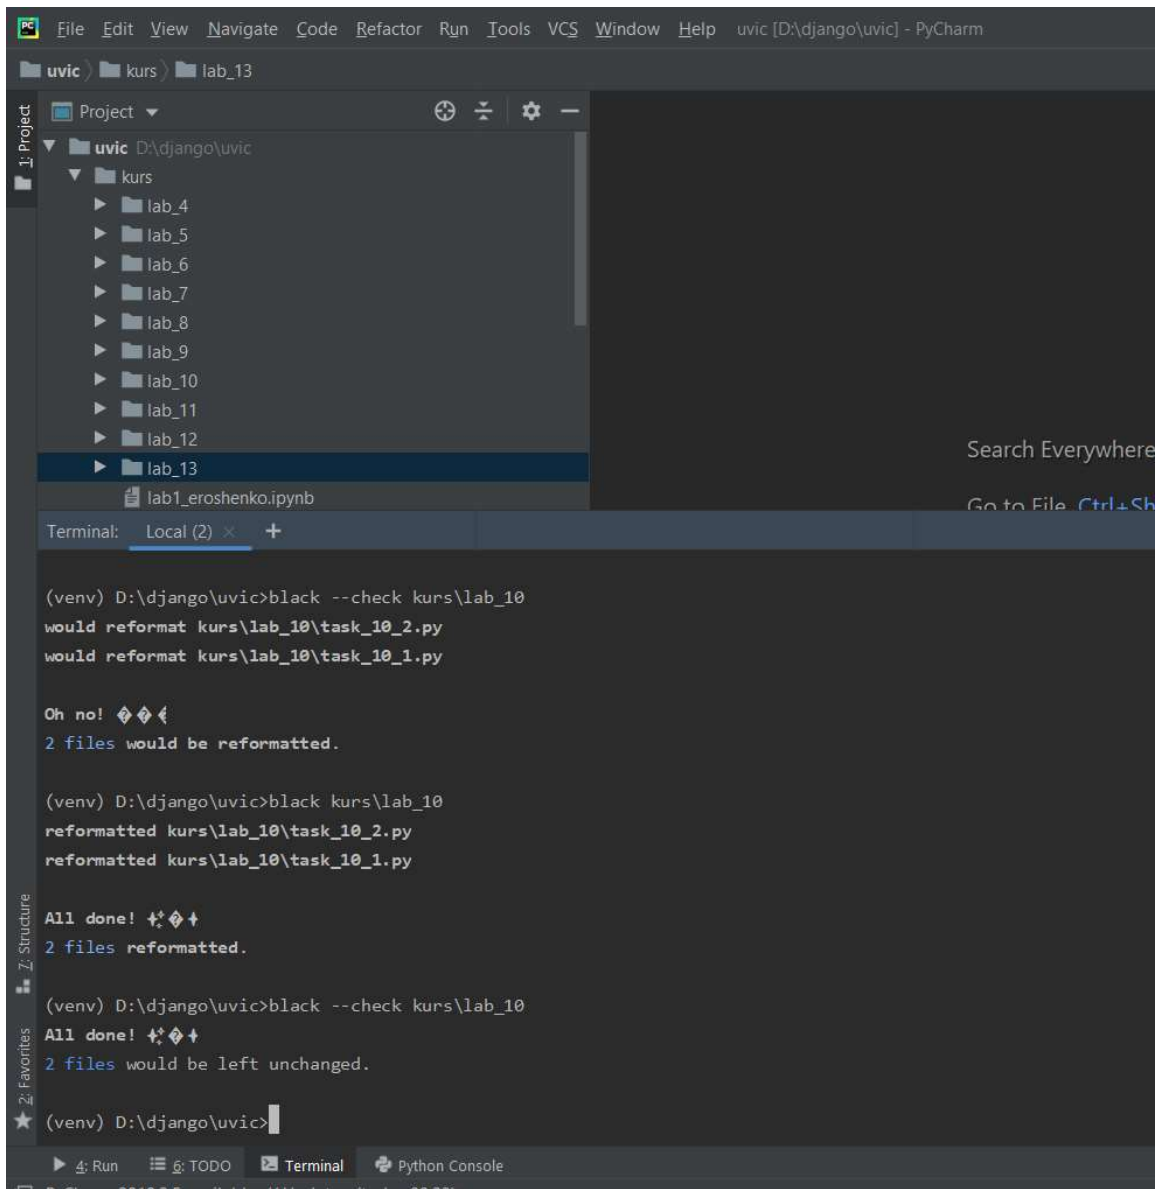 File Edit View Navigate Code Refactor Run Tools VCS Window Help uvic [D:\django\uvic] - PyCharm
uvic kurs lab_13
1: Project
Project
uvic D:\django\uvic
kurs
lab_4
lab_5
lab_6
lab_7
lab_8
lab_9
lab_10
lab_11
lab_12
lab_13
lab1_eroshenko.ipynb
Search Everywhere
Go to File Ctrl+Sh
Terminal: Local (2) × +
(venv) D:\django\uvic>black --check kurs\lab_10
would reformat kurs\lab_10\task_10_2.py
would reformat kurs\lab_10\task_10_1.py
Oh no! ���
2 files would be reformatted.
(venv) D:\django\uvic>black kurs\lab_10
reformatted kurs\lab_10\task_10_2.py
reformatted kurs\lab_10\task_10_1.py
All done! ✨�
2 files reformatted.
(venv) D:\django\uvic>black --check kurs\lab_10
All done! ✨�
2 files would be left unchanged.
(venv) D:\django\uvic>
Z: Structure
2: Favorites
4: Run 6: TODO Terminal Python Console